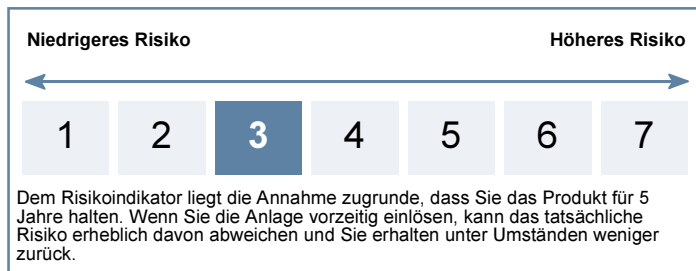 Niedrigeres Risiko Höheres Risiko
1 2 3 4 5 6 7
Dem Risikoindikator liegt die Annahme zugrunde, dass Sie das Produkt für 5
Jahre halten. Wenn Sie die Anlage vorzeitig einlösen, kann das tatsächliche
Risiko erheblich davon abweichen und Sie erhalten unter Umständen weniger
zurück.